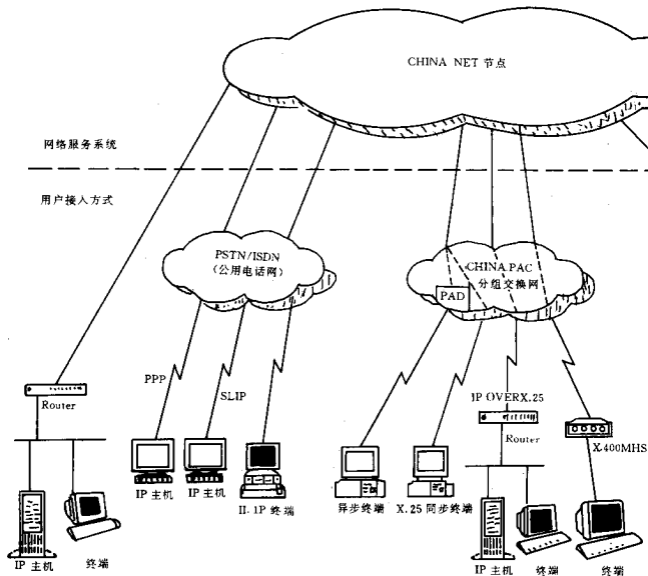 CHINA NET 节点
网络服务系统
用户接入方式
PSTN/ISDN
(公用电话网)
CHINA PAC
分组交换网
PAD
PPP
SLIP
IP OVERX.25
Router
Router
X.400MHS
IP 主机
IP 主机
II. 1P 终端
异步终端
X.25 同步终端
IP 主机
终端
IP 主机
终端
终端